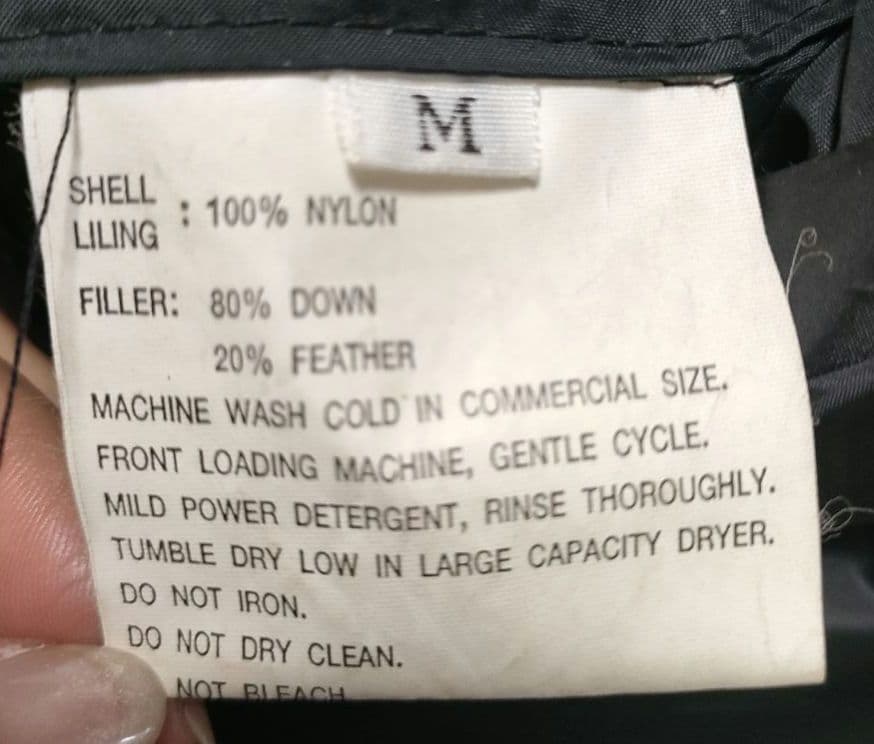 M
SHELL
LILING : 100% NYLON
FILLER: 80% DOWN
20% FEATHER
MACHINE WASH COLD IN COMMERCIAL SIZE.
FRONT LOADING MACHINE, GENTLE CYCLE.
MILD POWER DETERGENT, RINSE THOROUGHLY.
TUMBLE DRY LOW IN LARGE CAPACITY DRYER.
DO NOT IRON.
DO NOT DRY CLEAN.
NOT BLEACH